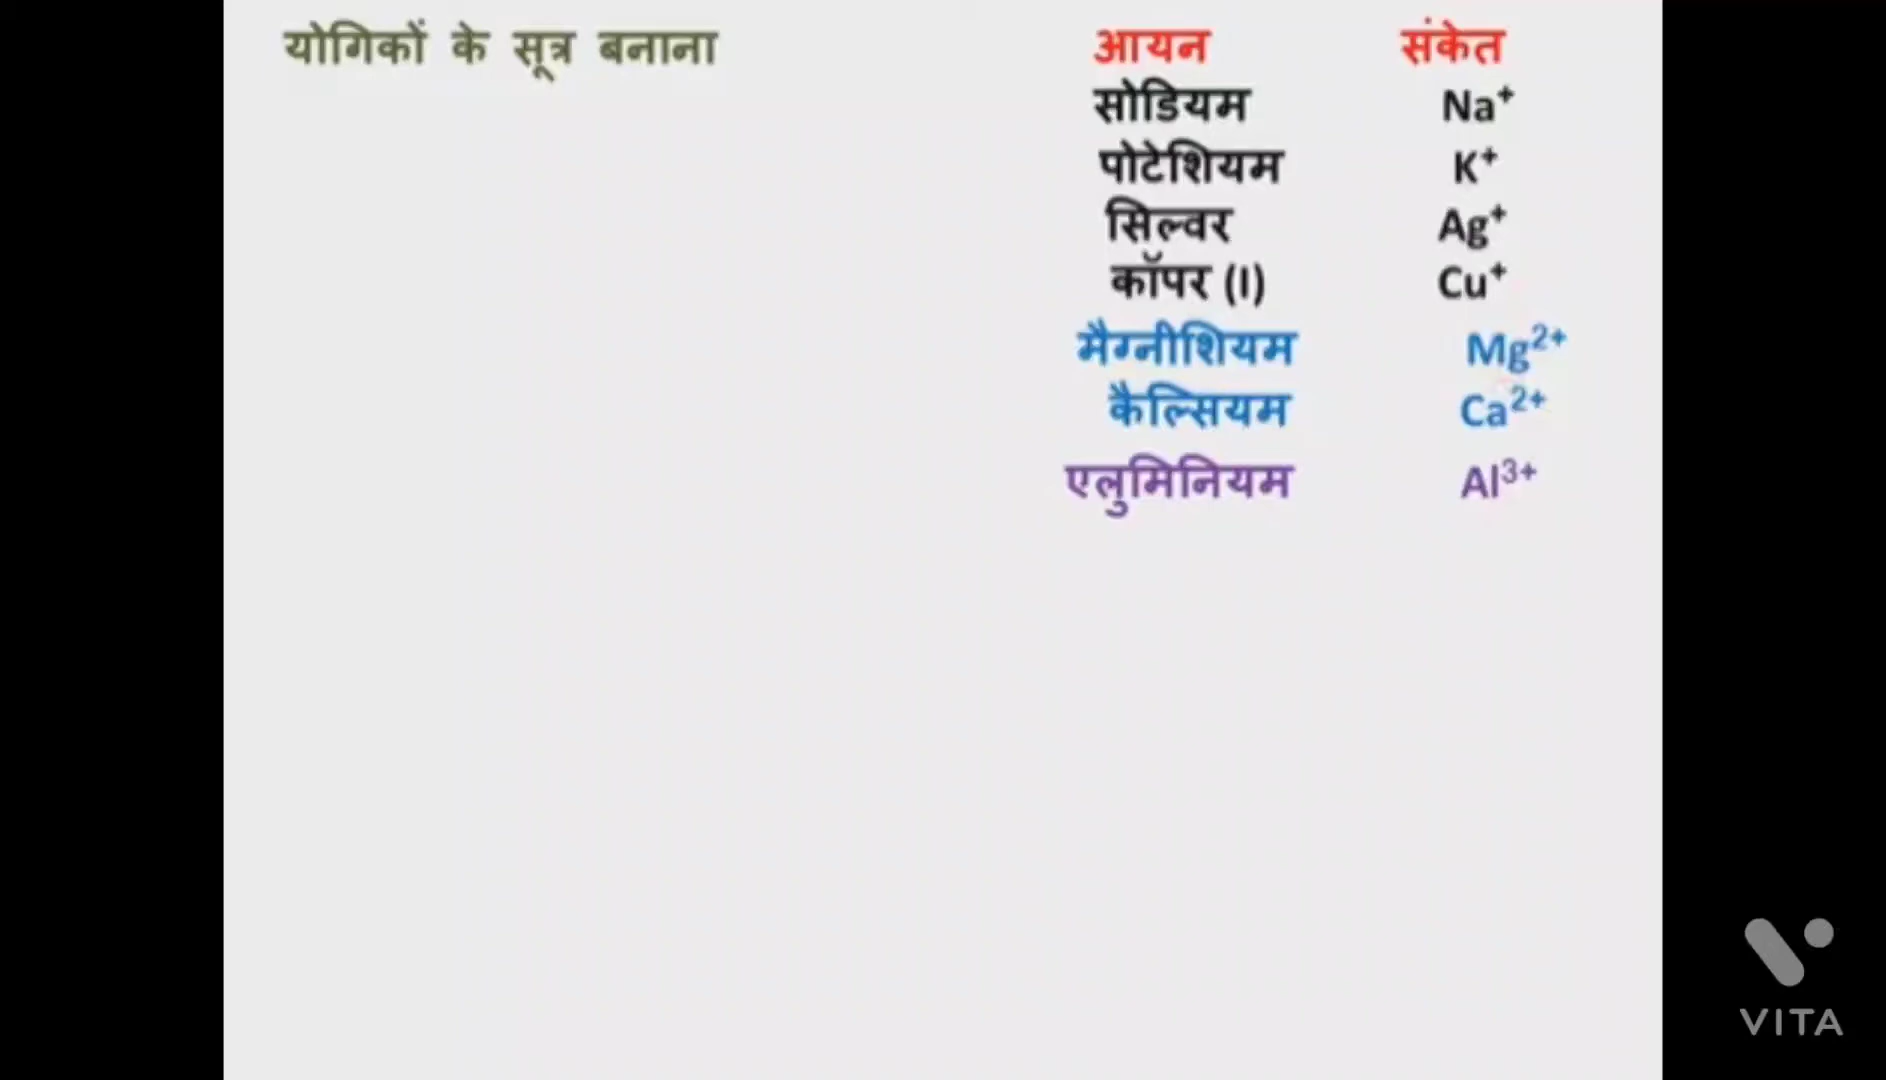 योगिकों के सूत्र बनाना
आयन संकेत
सोडियम Na⁺
पोटेशियम K⁺
सिल्वर Ag⁺
कॉपर (I) Cu⁺
मैग्नीशियम Mg²⁺
कैल्सियम Ca²⁺
एलुमिनियम Al³⁺
VITA